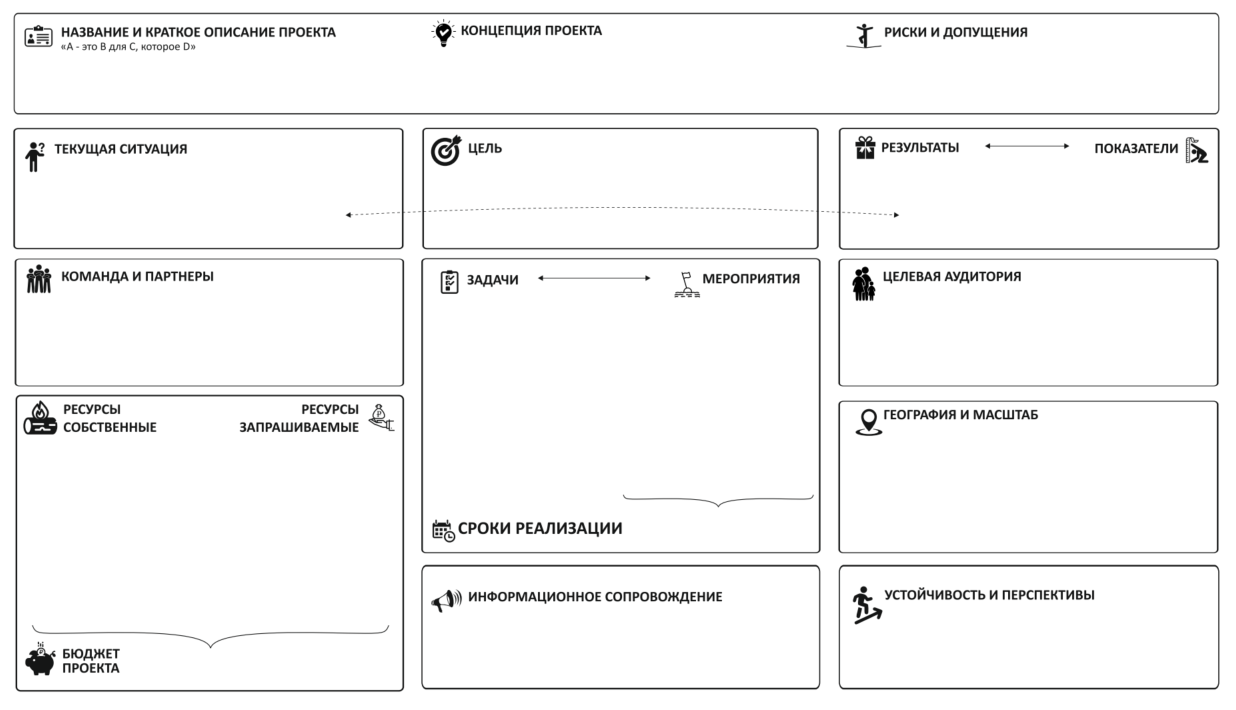 НАЗВАНИЕ И КРАТКОЕ ОПИСАНИЕ ПРОЕКТА
«А - это В для С, которое D»
КОНЦЕПЦИЯ ПРОЕКТА
РИСКИ И ДОПУЩЕНИЯ
ТЕКУЩАЯ СИТУАЦИЯ
?
ЦЕЛЬ
РЕЗУЛЬТАТЫ
ПОКАЗАТЕЛИ
КОМАНДА И ПАРТНЕРЫ
ЗАДАЧИ
МЕРОПРИЯТИЯ
ЦЕЛЕВАЯ АУДИТОРИЯ
РЕСУРСЫ
СОБСТВЕННЫЕ
РЕСУРСЫ
ЗАПРАШИВАЕМЫЕ
ГЕОГРАФИЯ И МАСШТАБ
СРОКИ РЕАЛИЗАЦИИ
ИНФОРМАЦИОННОЕ СОПРОВОЖДЕНИЕ
УСТОЙЧИВОСТЬ И ПЕРСПЕКТИВЫ
БЮДЖЕТ
ПРОЕКТА